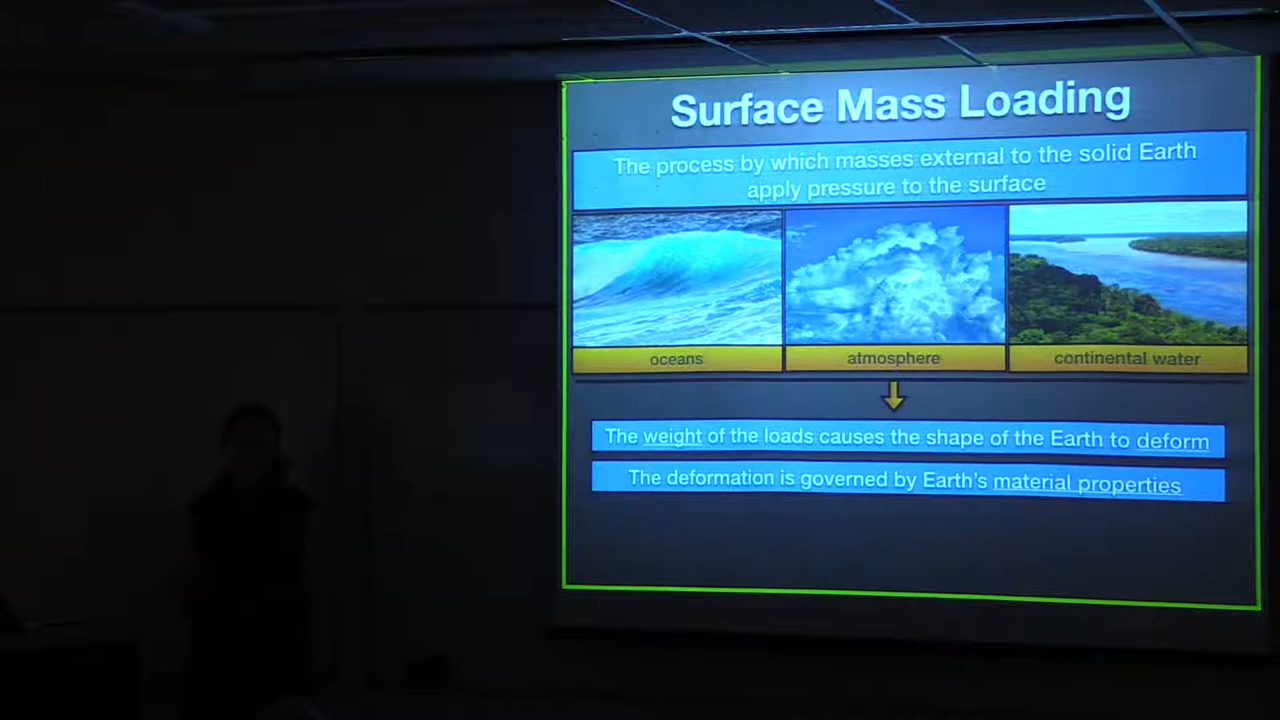 Surface Mass Loading
The process by which masses external to the solid Earth
apply pressure to the surface
oceans
atmosphere
continental water
The weight of the loads causes the shape of the Earth to deform
The deformation is governed by Earth's material properties